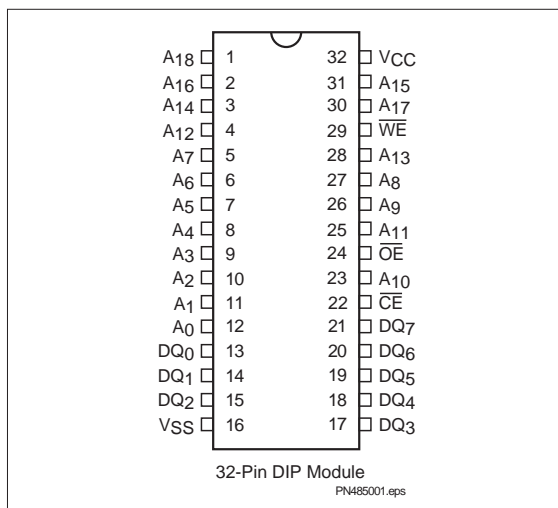 A18 1 32 VCC
A16 2 31 A15
A14 3 30 A17
A12 4 29 W̅E̅
A7 5 28 A13
A6 6 27 A8
A5 7 26 A9
A4 8 25 A11
A3 9 24 O̅E̅
A2 10 23 A10
A1 11 22 C̅E̅
A0 12 21 DQ7
DQ0 13 20 DQ6
DQ1 14 19 DQ5
DQ2 15 18 DQ4
VSS 16 17 DQ3
32-Pin DIP Module
PN485001.eps